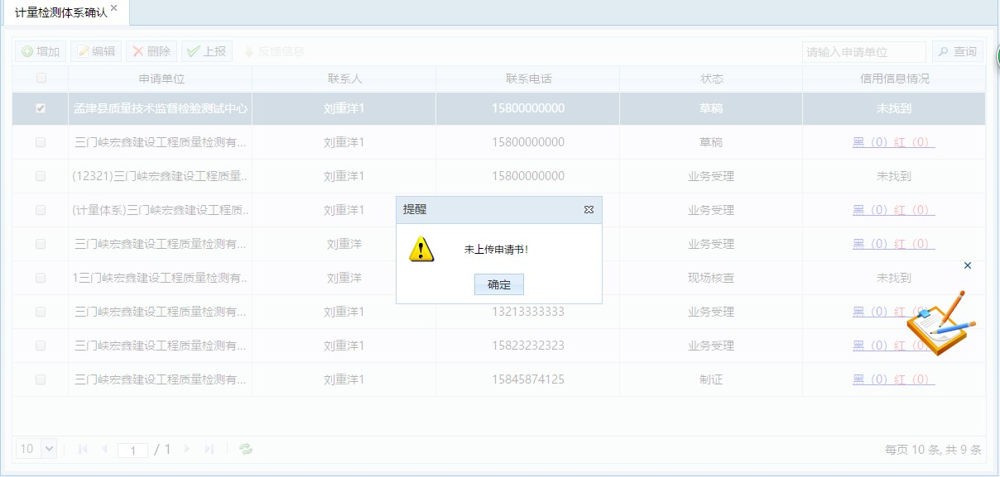 计量检测体系确认
增加 编辑 删除 上报 反馈信息 请输入申请单位 查询
申请单位 联系人 联系电话 状态 信用信息情况
孟津县质量技术监督检验测试中心 刘重洋1 15800000000 草稿 未找到
三门峡宏鑫建设工程质量检测有... 刘重洋1 15800000000 草稿 黑（0）红（0）
(12321)三门峡宏鑫建设工程质量.. 刘重洋1 15800000000 业务受理 未找到
(计量体系)三门峡宏鑫建设工程质.. 刘重洋1 业务受理 黑（0）红（0）
三门峡宏鑫建设工程质量检测有... 刘重洋 业务受理 黑（0）红（0）
1三门峡宏鑫建设工程质量检测有.. 刘重洋 现场核查 未找到
三门峡宏鑫建设工程质量检测有... 刘重洋1 13213333333 业务受理 黑（0）红（0）
三门峡宏鑫建设工程质量检测有... 刘重洋1 15823232323 业务受理 黑（0）红（0）
三门峡宏鑫建设工程质量检测有... 刘重洋1 15845874125 制证 黑（0）红（0）
提醒
未上传申请书!
确定
10 1 / 1 每页 10 条, 共 9 条